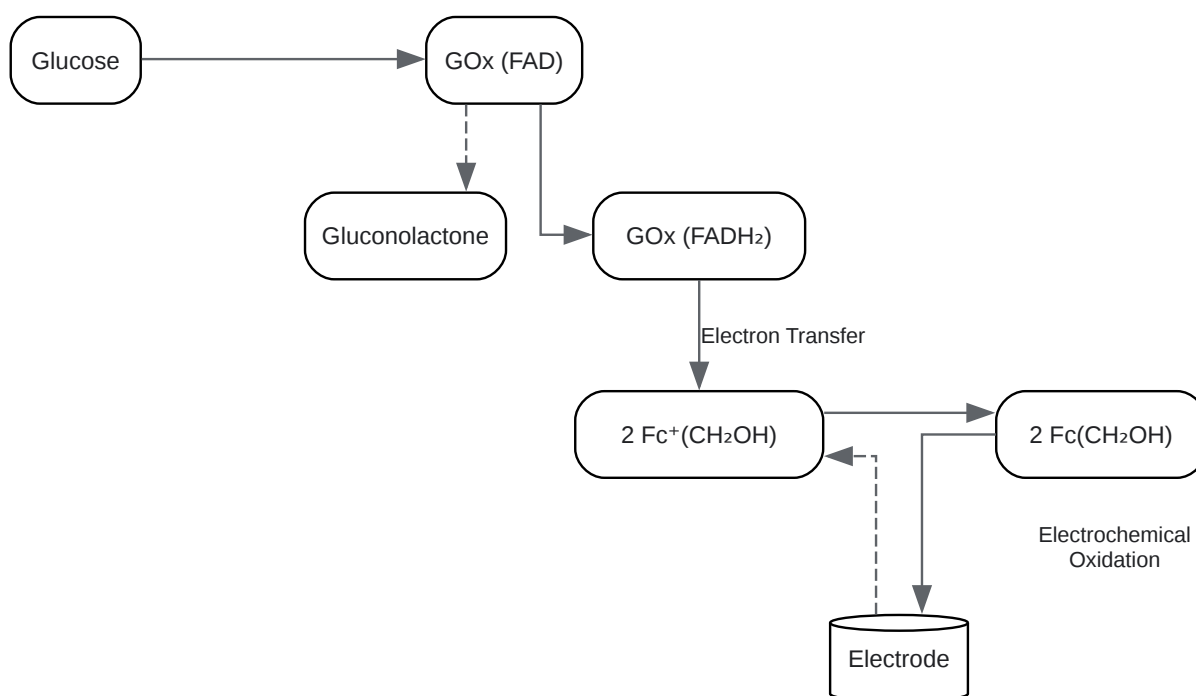 Glucose
GOx (FAD)
Gluconolactone
GOx (FADH₂)
Electron Transfer
2 Fc⁺(CH₂OH)
2 Fc(CH₂OH)
Electrochemical
Oxidation
Electrode